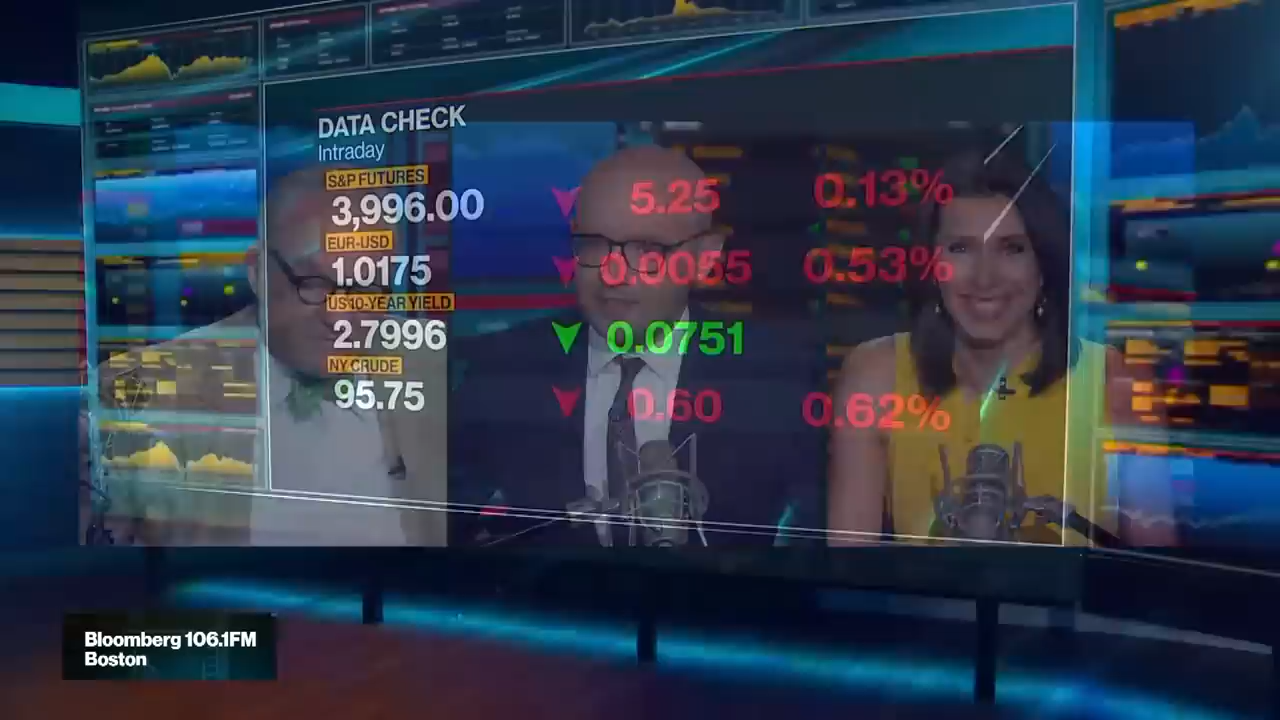 DATA CHECK
Intraday
S&P FUTURES
3,996.00 5.25 0.13%
EUR-USD
1.0175 0.0055 0.53%
US 10-YEAR YIELD
2.7996 0.0751
NY CRUDE
95.75 0.60 0.62%
Bloomberg 106.1FM
Boston